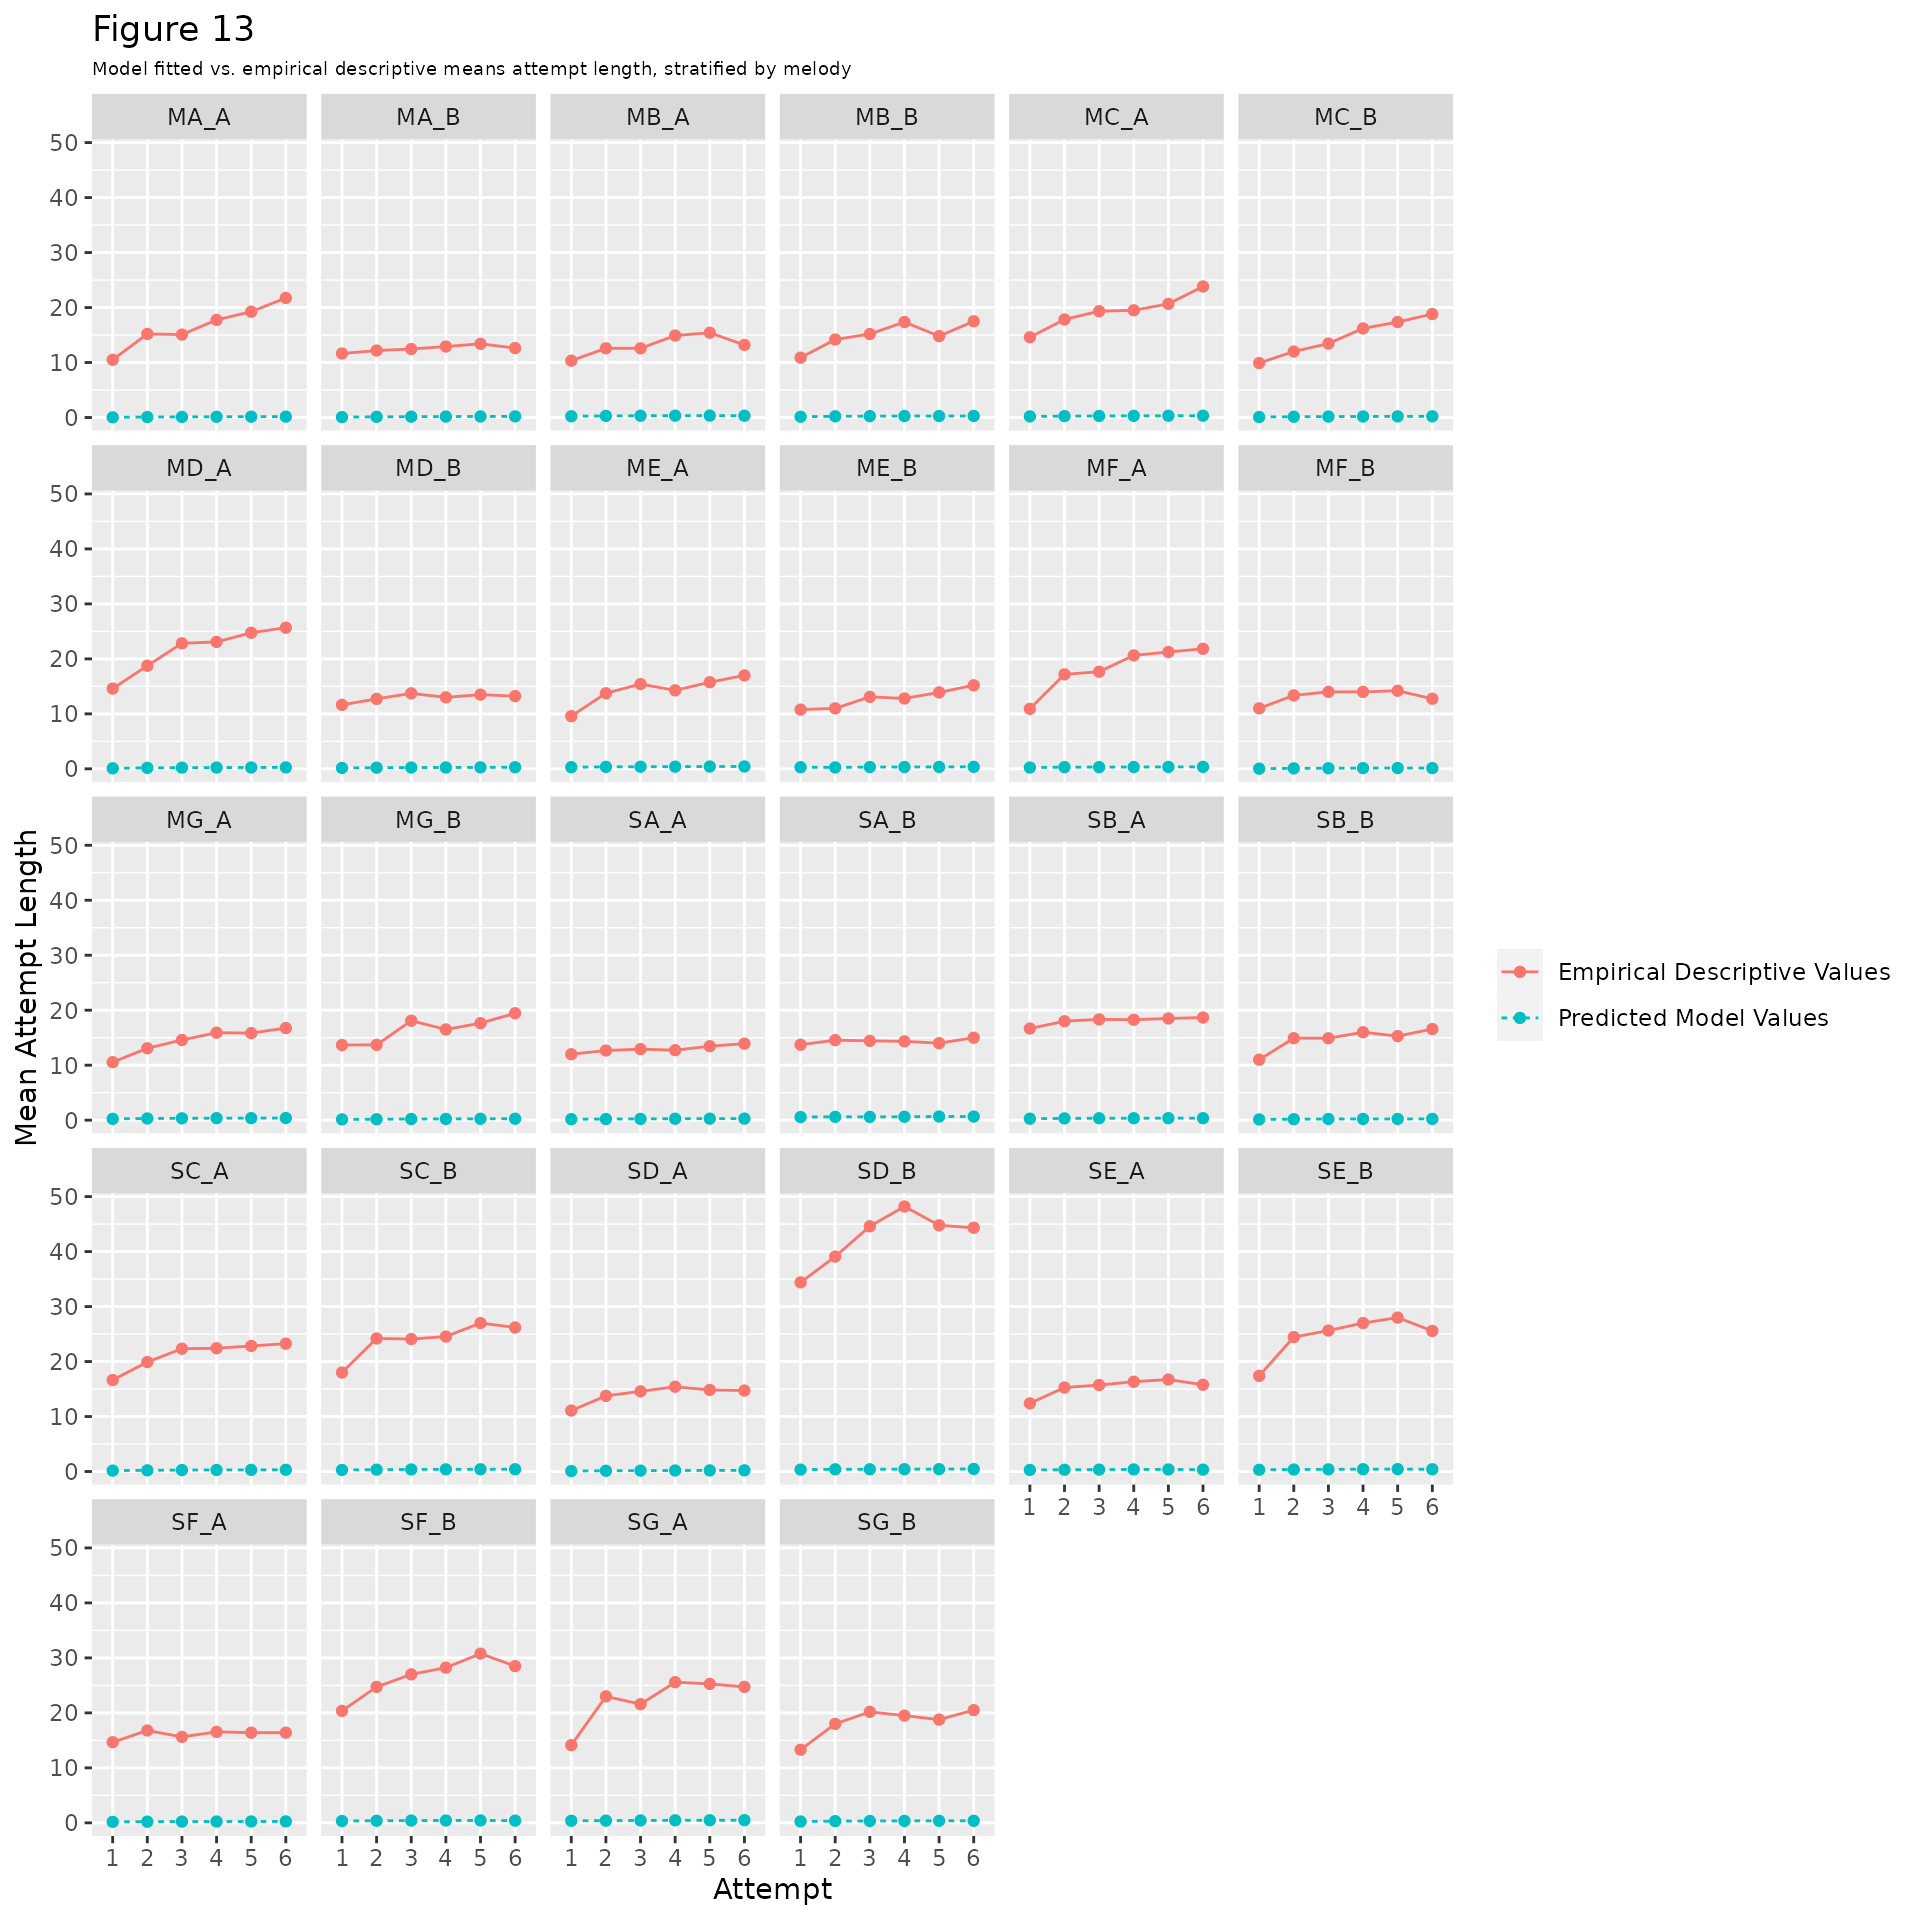 Figure 13
Model fitted vs. empirical descriptive means attempt length, stratified by melody
MA_A MA_B MB_A MB_B MC_A MC_B
50
40
30
20
10
0
MD_A MD_B ME_A ME_B MF_A MF_B
50
40
30
20
10
0
MG_A MG_B SA_A SA_B SB_A SB_B
50
40
30
20
10
0
Mean Attempt Length
Empirical Descriptive Values
Predicted Model Values
SC_A SC_B SD_A SD_B SE_A SE_B
50
40
30
20
10
0
1 2 3 4 5 6 1 2 3 4 5 6
SF_A SF_B SG_A SG_B
50
40
30
20
10
0
1 2 3 4 5 6 1 2 3 4 5 6 1 2 3 4 5 6 1 2 3 4 5 6
Attempt